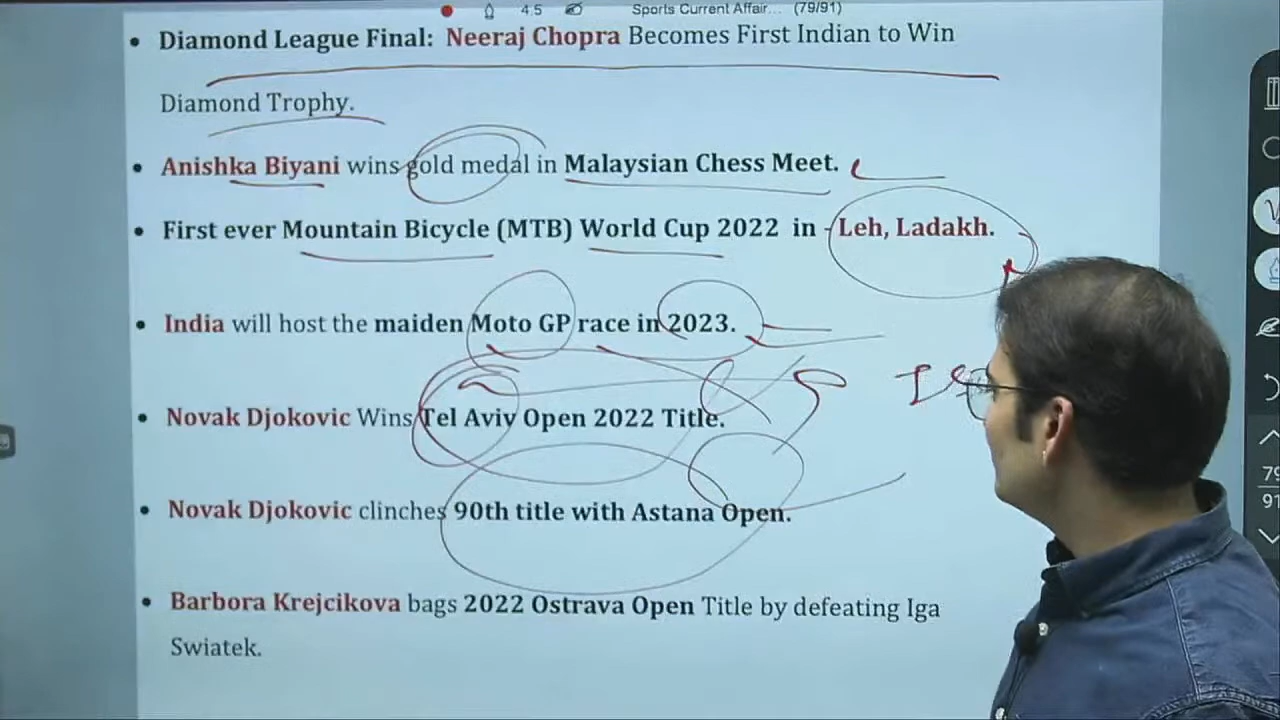 4.5 Sports Current Affair... (79/91)
• Diamond League Final: Neeraj Chopra Becomes First Indian to Win
Diamond Trophy.
• Anishka Biyani wins gold medal in Malaysian Chess Meet.
• First ever Mountain Bicycle (MTB) World Cup 2022 in - Leh, Ladakh.
• India will host the maiden Moto GP race in 2023.
• Novak Djokovic Wins Tel Aviv Open 2022 Title.
• Novak Djokovic clinches 90th title with Astana Open.
• Barbora Krejcikova bags 2022 Ostrava Open Title by defeating Iga
Swiatek.
79
91